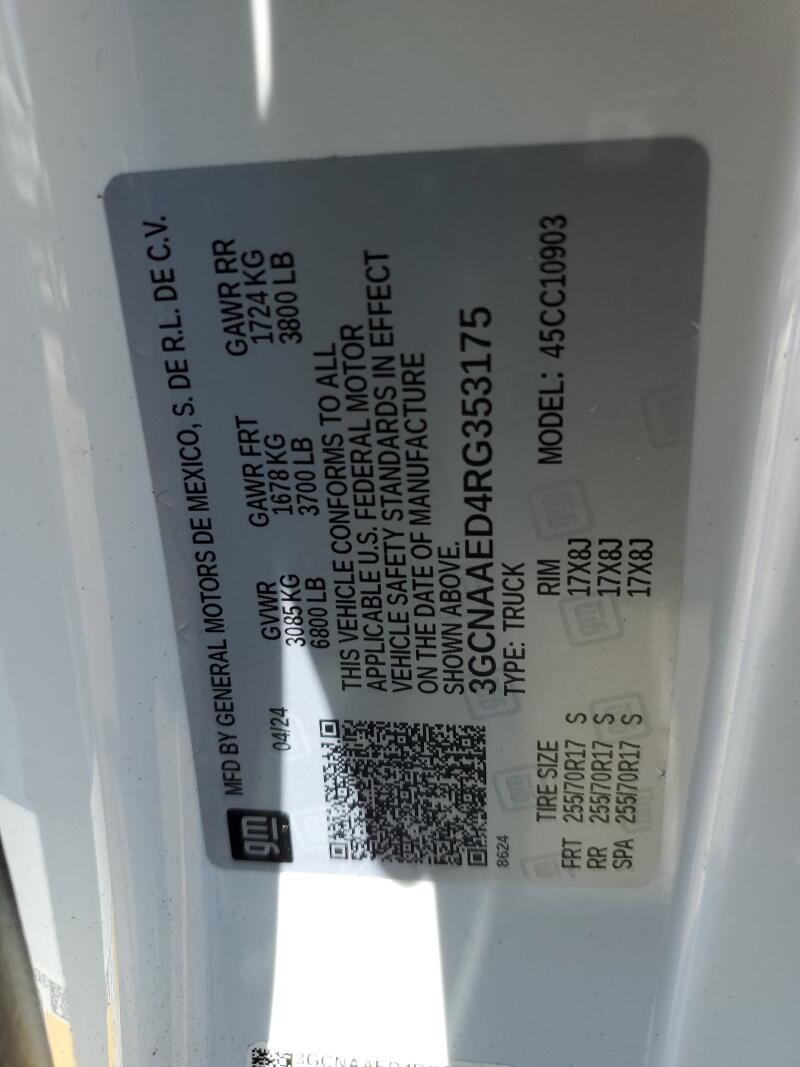 MFD BY GENERAL MOTORS DE MEXICO, S. DE R.L. DE C.V.
gm
04/24
GVWR GAWR FRT GAWR RR
3085 KG 1678 KG 1724 KG
6800 LB 3700 LB 3800 LB
THIS VEHICLE CONFORMS TO ALL
APPLICABLE U.S. FEDERAL MOTOR
VEHICLE SAFETY STANDARDS IN EFFECT
ON THE DATE OF MANUFACTURE
SHOWN ABOVE.
3GCNAAED4RG353175
TYPE: TRUCK MODEL: 45CC10903
8624
TIRE SIZE RIM
FRT 255/70R17 S 17X8J
RR 255/70R17 S 17X8J
SPA 255/70R17 S 17X8J